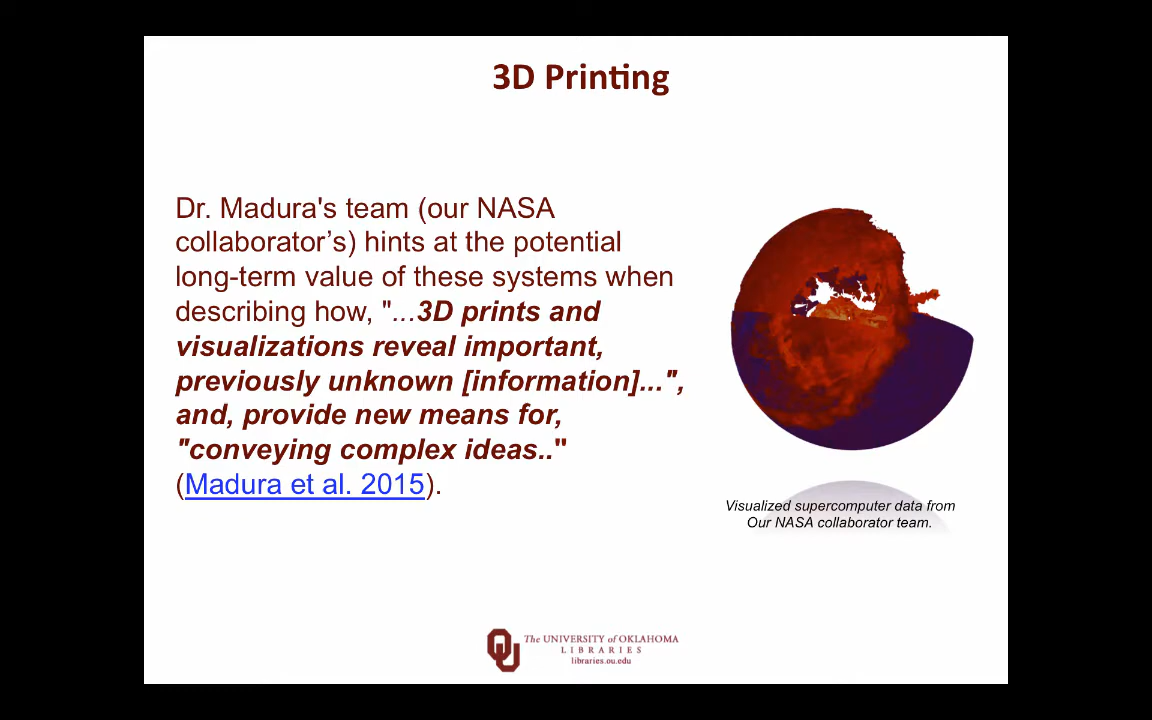 3D Printing
Dr. Madura's team (our NASA
collaborator’s) hints at the potential
long-term value of these systems when
describing how, "...3D prints and
visualizations reveal important,
previously unknown [information]...",
and, provide new means for,
"conveying complex ideas.."
(Madura et al. 2015).
Visualized supercomputer data from
Our NASA collaborator team.
OU
The UNIVERSITY of OKLAHOMA
LIBRARIES
libraries.ou.edu